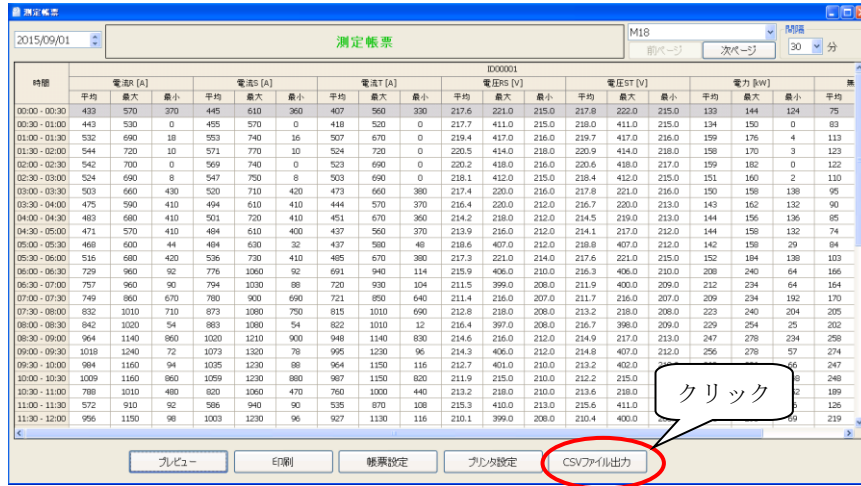 測定帳票
2015/09/01 測定帳票 M18 間隔
前ページ 次ページ 30 分
ID00001
時間 電流R [A] 電流S [A] 電流T [A] 電圧RS [V] 電圧ST [V] 電力 [kW] 無
平均 最大 最小 平均 最大 最小 平均 最大 最小 平均 最大 最小 平均 最大 最小 平均 最大 最小 平均
00:00 - 00:30 433 570 370 445 610 360 407 560 330 217.6 221.0 215.0 217.8 222.0 215.0 133 144 124 75
00:30 - 01:00 443 530 0 455 570 0 418 520 0 217.7 411.0 215.0 218.0 411.0 215.0 134 150 0 83
01:00 - 01:30 532 690 18 553 740 16 507 670 0 219.4 417.0 216.0 219.7 417.0 216.0 159 176 4 113
01:30 - 02:00 544 720 10 571 770 10 524 720 0 220.5 414.0 218.0 220.9 414.0 218.0 158 170 3 123
02:00 - 02:30 542 700 0 569 740 0 523 690 0 220.2 418.0 216.0 220.6 418.0 217.0 159 182 0 122
02:30 - 03:00 524 690 8 547 750 8 503 690 0 218.1 412.0 215.0 218.4 412.0 215.0 151 160 2 110
03:00 - 03:30 503 660 430 520 710 420 473 660 380 217.4 220.0 216.0 217.8 221.0 216.0 150 158 138 95
03:30 - 04:00 475 590 410 494 610 410 444 570 370 216.4 220.0 212.0 216.7 220.0 213.0 143 162 132 90
04:00 - 04:30 483 680 410 501 720 410 451 670 360 214.2 218.0 212.0 214.5 219.0 213.0 144 156 136 85
04:30 - 05:00 471 570 410 484 610 400 437 560 370 213.9 216.0 212.0 214.1 217.0 212.0 144 158 132 74
05:00 - 05:30 468 600 44 484 630 32 437 580 48 218.6 407.0 212.0 218.8 407.0 212.0 142 158 29 84
05:30 - 06:00 516 680 420 536 730 410 485 670 380 217.3 221.0 214.0 217.6 221.0 215.0 152 184 138 103
06:00 - 06:30 729 960 92 776 1060 92 691 940 114 215.9 406.0 210.0 216.3 406.0 210.0 208 240 64 166
06:30 - 07:00 757 960 90 794 1030 88 720 930 104 211.5 399.0 208.0 211.9 400.0 209.0 212 234 64 164
07:00 - 07:30 749 860 670 780 900 690 721 850 640 211.4 216.0 207.0 211.7 216.0 207.0 209 234 192 170
07:30 - 08:00 832 1010 710 873 1080 750 815 1010 690 212.8 218.0 208.0 213.2 218.0 208.0 223 240 204 205
08:00 - 08:30 842 1020 54 883 1080 54 822 1010 12 216.4 397.0 208.0 216.7 398.0 209.0 229 254 25 202
08:30 - 09:00 964 1140 860 1020 1210 900 948 1140 830 214.6 216.0 212.0 214.9 217.0 213.0 247 278 234 258
09:00 - 09:30 1018 1240 72 1073 1320 78 995 1230 96 214.3 406.0 212.0 214.8 407.0 212.0 256 278 57 274
09:30 - 10:00 984 1160 94 1035 1230 88 964 1150 116 212.7 401.0 210.0 213.2 402.0 66 247
10:00 - 10:30 1009 1160 860 1059 1230 880 987 1150 820 211.9 215.0 210.0 212.2 215.0 248
10:30 - 11:00 788 1010 480 820 1060 470 760 1000 440 213.2 218.0 210.0 213.6 218.0 189
11:00 - 11:30 572 910 92 586 940 90 535 870 108 215.3 410.0 213.0 215.6 411.0 126
11:30 - 12:00 956 1150 98 1003 1230 96 927 1130 116 210.1 399.0 208.0 210.4 400.0 69 219
クリック
プレビュー 印刷 帳票設定 プリンタ設定 CSVファイル出力